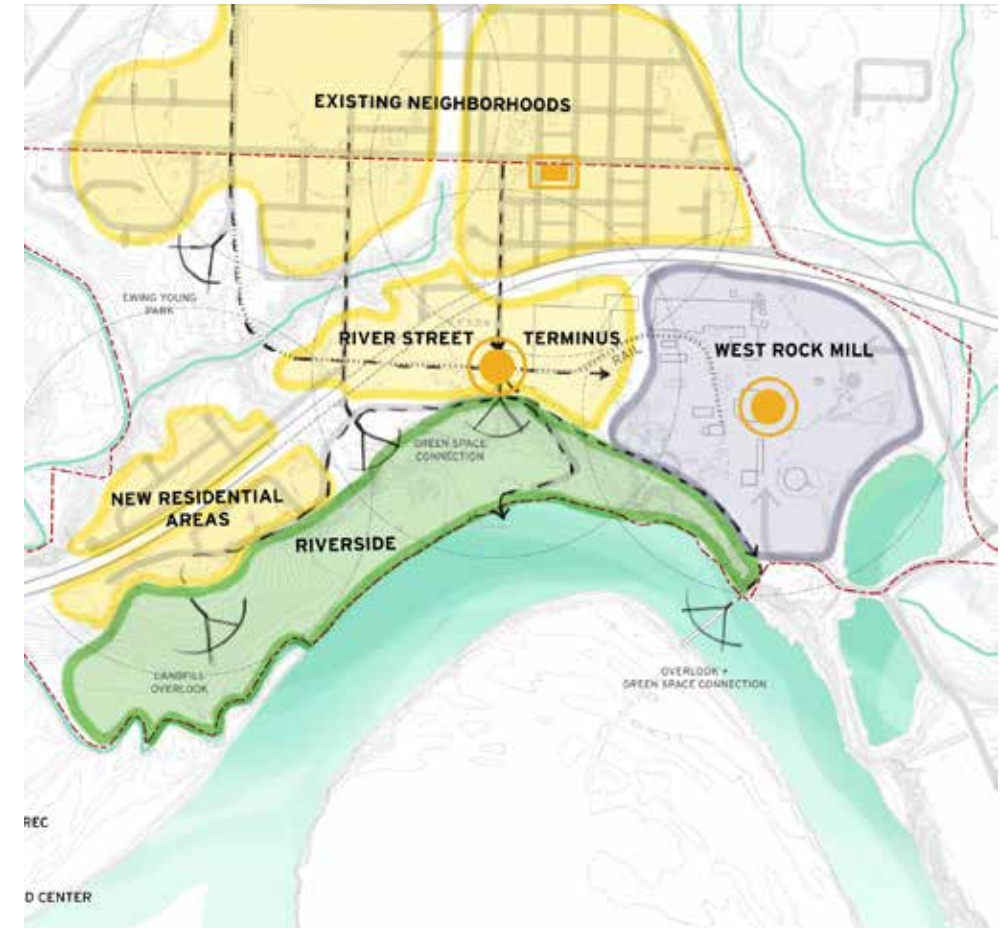 EXISTING NEIGHBORHOODS
EWING YOUNG
PARK
RIVER STREET
TERMINUS
RAIL
WEST ROCK MILL
GREEN SPACE
CONNECTION
NEW RESIDENTIAL
AREAS
RIVERSIDE
LANDFILL
OVERLOOK
OVERLOOK +
GREEN SPACE CONNECTION
REC
D CENTER